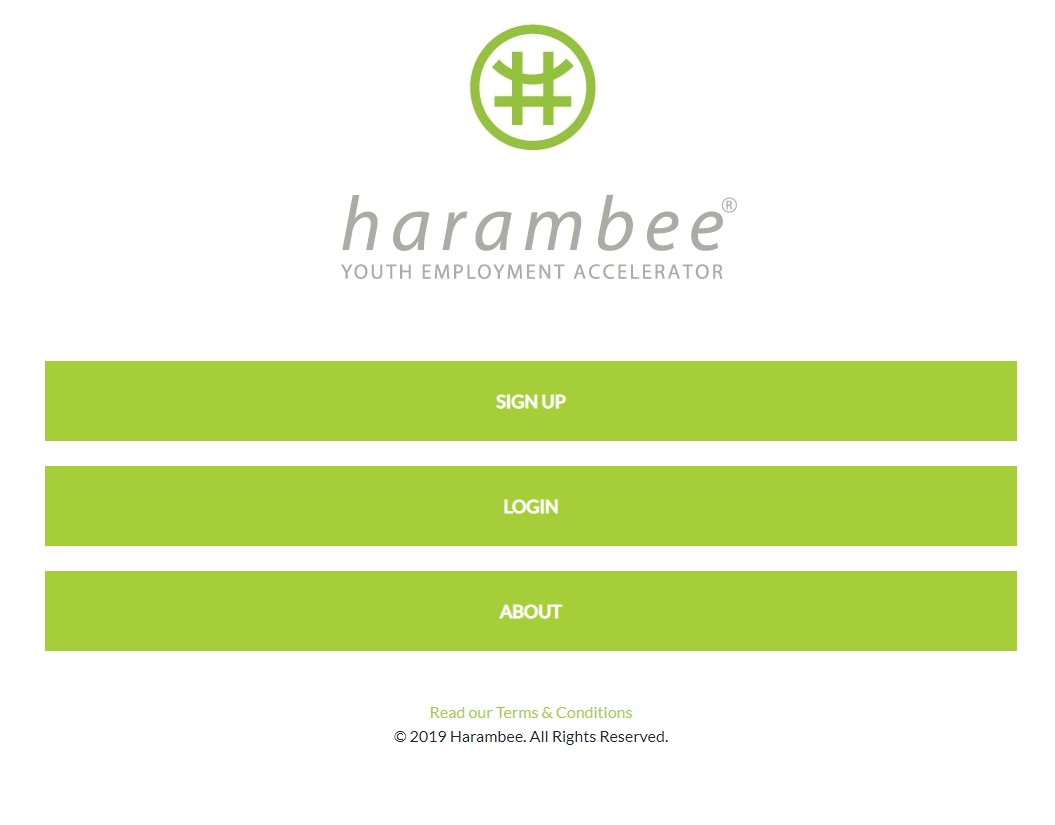 harambee®
YOUTH EMPLOYMENT ACCELERATOR
SIGN UP
LOGIN
ABOUT
Read our Terms & Conditions
© 2019 Harambee. All Rights Reserved.